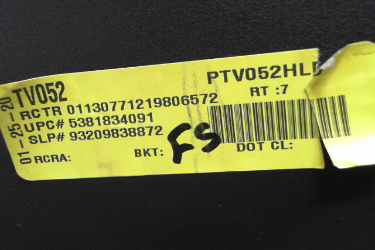 01-25-20
TV052
PTV052HL
RCTR 01130771219806572
RT :7
UPC# 5381834091
SLP# 93209838872
RCRA:
BKT: FS
DOT CL: